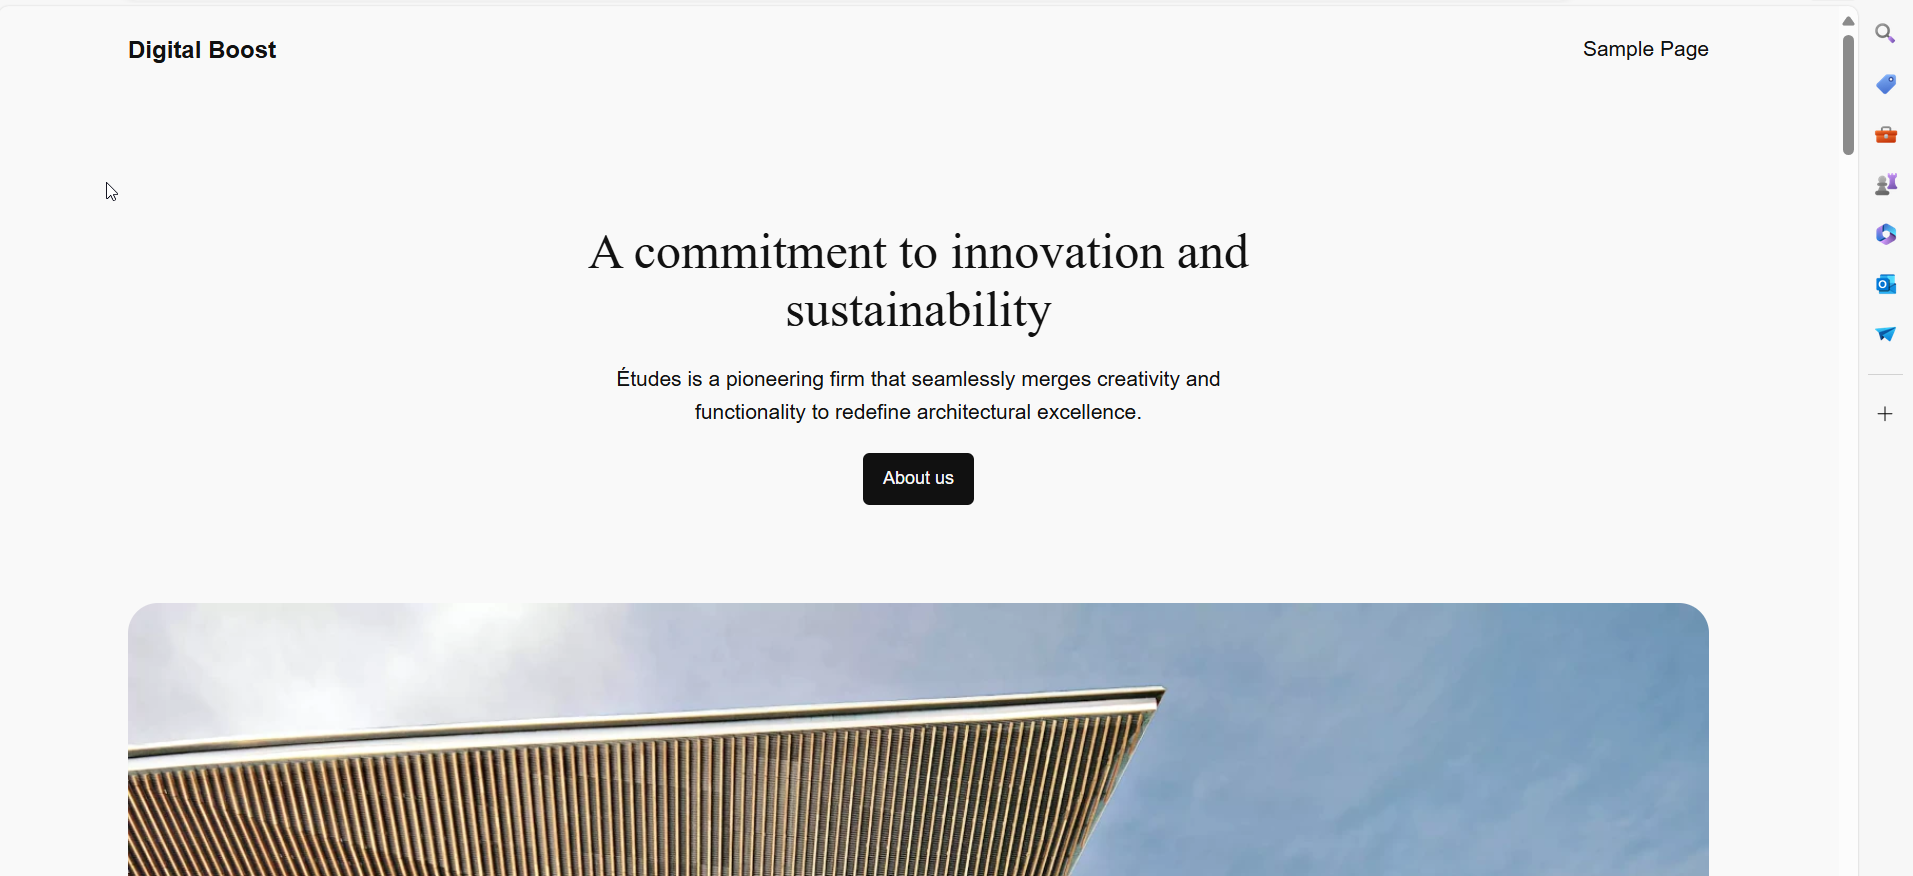 Digital Boost
Sample Page
A commitment to innovation and
sustainability
Études is a pioneering firm that seamlessly merges creativity and
functionality to redefine architectural excellence.
About us